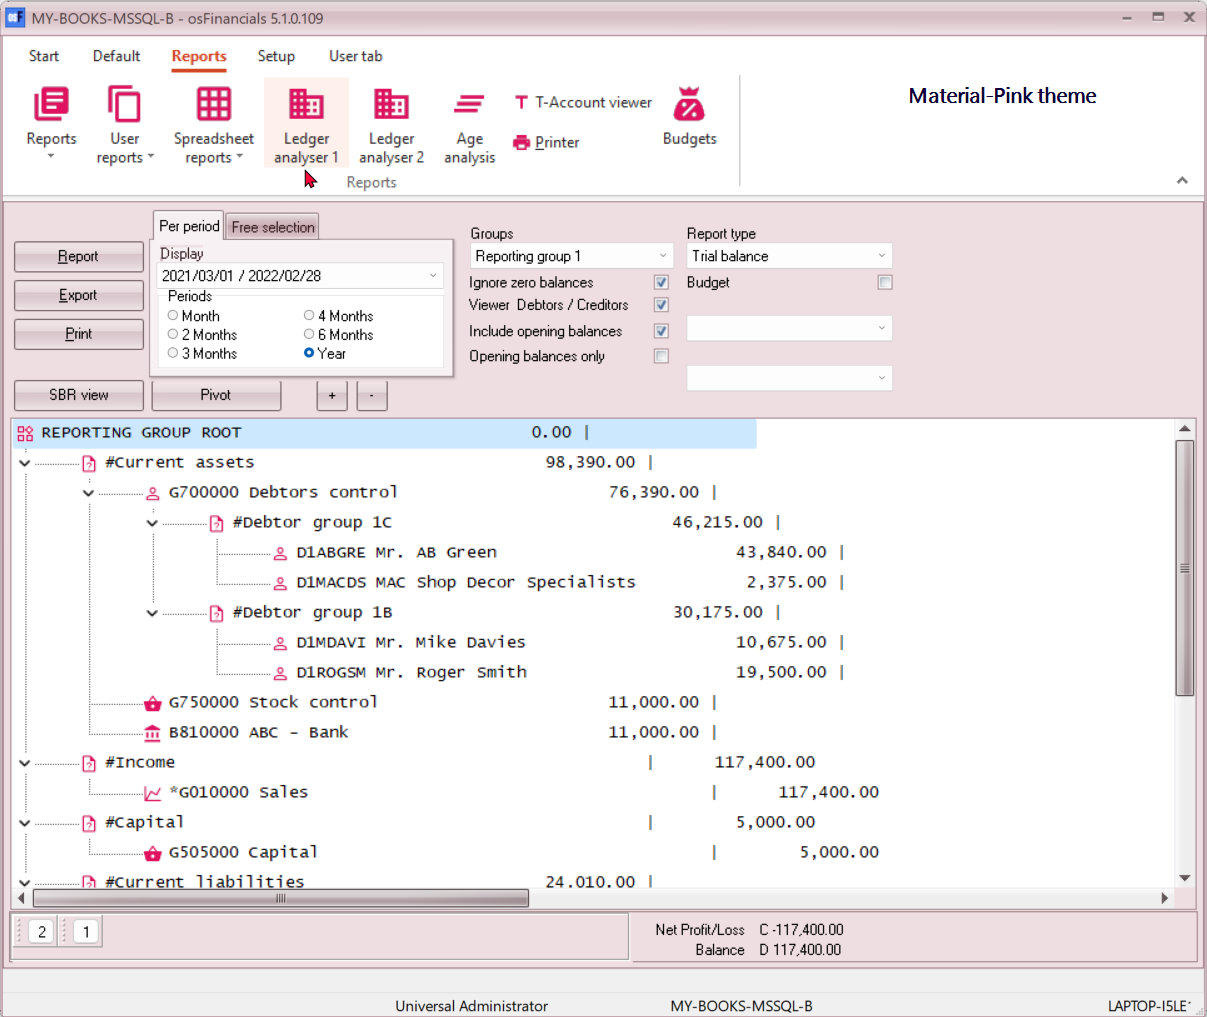 MY-BOOKS-MSSQL-B - osFinancials 5.1.0.109
Start Default Reports Setup User tab
Reports
User reports
Spreadsheet reports
Ledger analyser 1
Ledger analyser 2
Age analysis
T-Account viewer
Printer
Budgets
Reports
Material-Pink theme
Report
Export
Print
Per period Free selection
Display
2021/03/01 / 2022/02/28
Periods
Month 4 Months
2 Months 6 Months
3 Months Year
Groups
Reporting group 1
Ignore zero balances
Viewer Debtors / Creditors
Include opening balances
Opening balances only
Report type
Trial balance
Budget
SBR view Pivot + -
REPORTING GROUP ROOT 0.00 |
#Current assets 98,390.00 |
G700000 Debtors control 76,390.00 |
#Debtor group 1C 46,215.00 |
D1ABGRE Mr. AB Green 43,840.00 |
D1MACDS MAC Shop Decor Specialists 2,375.00 |
#Debtor group 1B 30,175.00 |
D1MDAVI Mr. Mike Davies 10,675.00 |
D1ROGSM Mr. Roger Smith 19,500.00 |
G750000 Stock control 11,000.00 |
B810000 ABC - Bank 11,000.00 |
#Income | 117,400.00
*G010000 Sales | 117,400.00
#Capital | 5,000.00
G505000 Capital | 5,000.00
#Current liabilities 24.010.00 |
2 1
Net Profit/Loss C -117,400.00
Balance D 117,400.00
Universal Administrator MY-BOOKS-MSSQL-B LAPTOP-I5LE